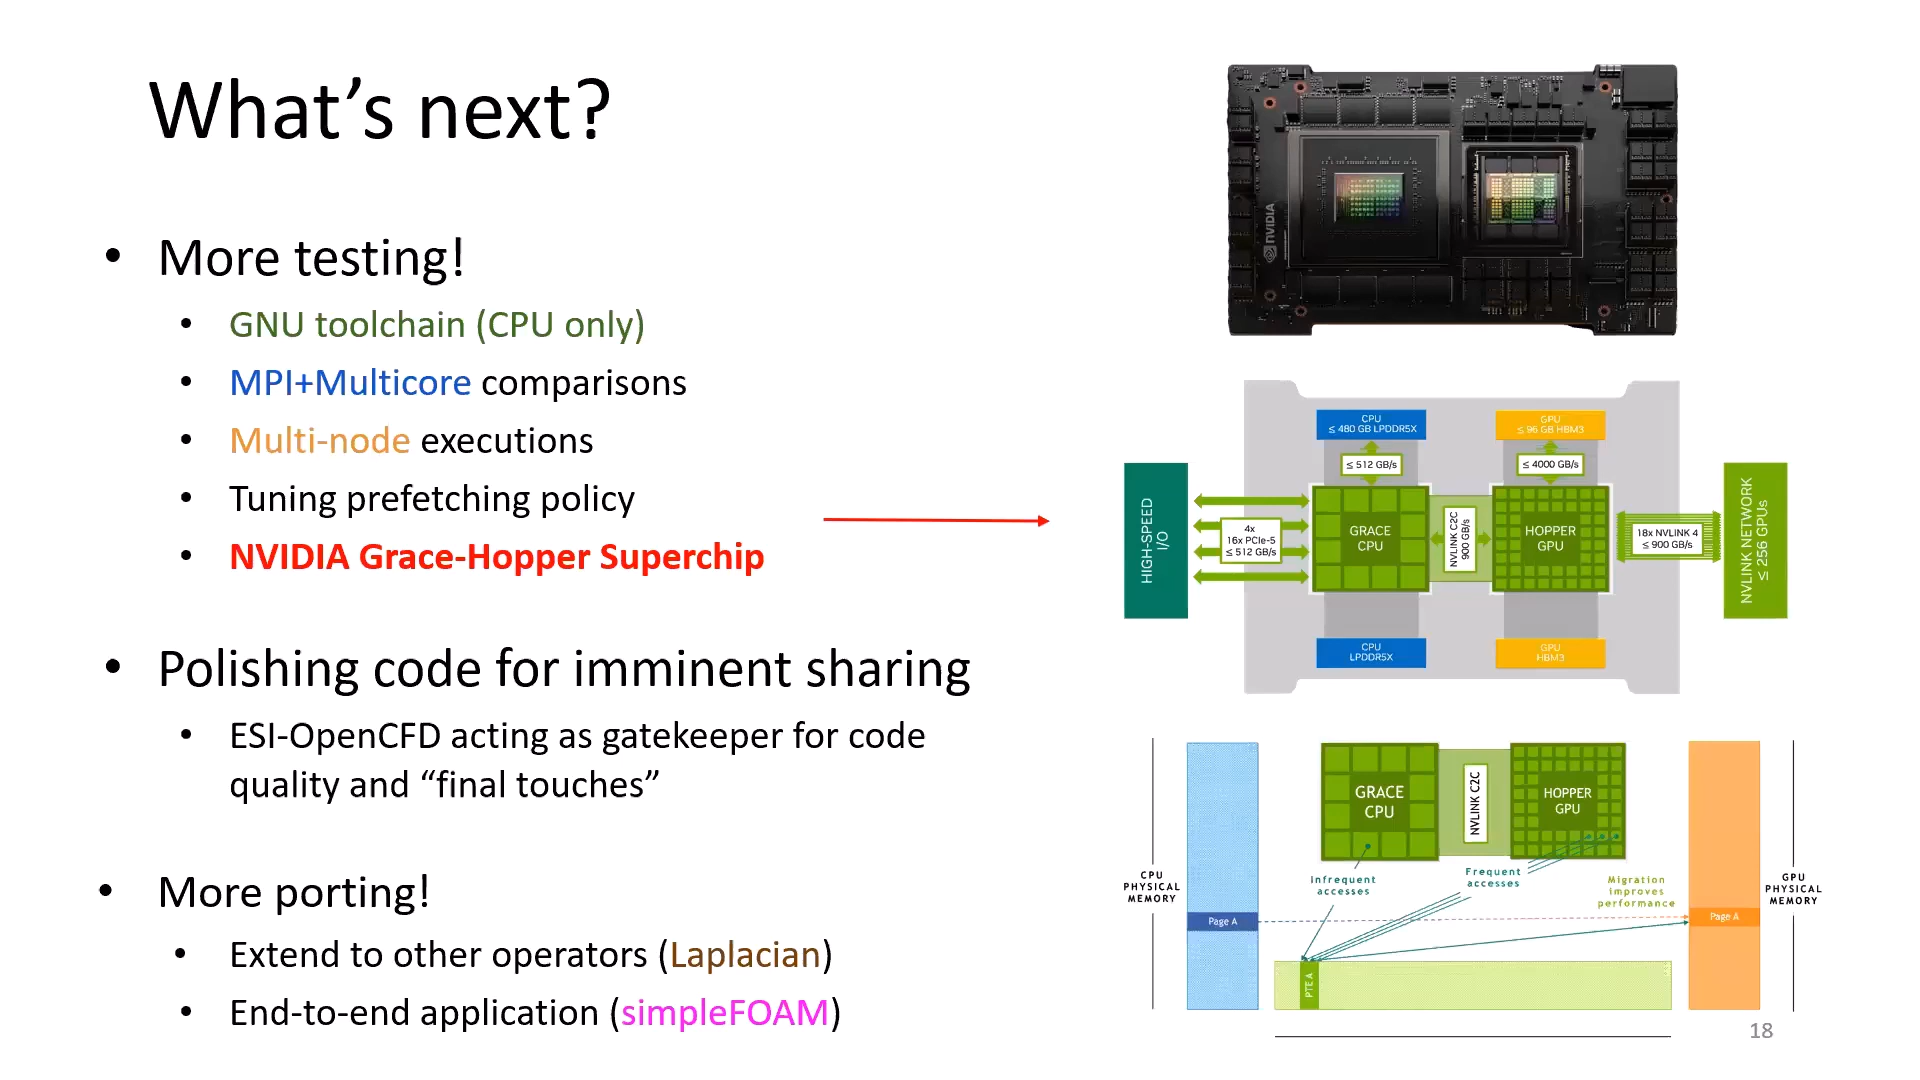 What’s next?
• More testing!
• GNU toolchain (CPU only)
• MPI+Multicore comparisons
• Multi-node executions
• Tuning prefetching policy
• NVIDIA Grace-Hopper Superchip
• Polishing code for imminent sharing
• ESI-OpenCFD acting as gatekeeper for code
quality and “final touches”
• More porting!
• Extend to other operators (Laplacian)
• End-to-end application (simpleFOAM)
NVIDIA
CPU
≤ 480 GB LPDDR5X
GPU
≤ 96 GB HBM3
≤ 512 GB/s
≤ 4000 GB/s
HIGH-SPEED
I/O
4x
16x PCIe-5
≤ 512 GB/s
GRACE
CPU
NVLINK C2C
900 GB/s
HOPPER
GPU
18x NVLINK 4
≤ 900 GB/s
NVLINK NETWORK
≤ 256 GPUs
CPU
LPDDR5X
GPU
HBM3
GRACE
CPU
NVLINK C2C
HOPPER
GPU
CPU
PHYSICAL
MEMORY
Infrequent
accesses
Frequent
accesses
Migration
improves
performance
GPU
PHYSICAL
MEMORY
Page A
Page A
PTE A
18